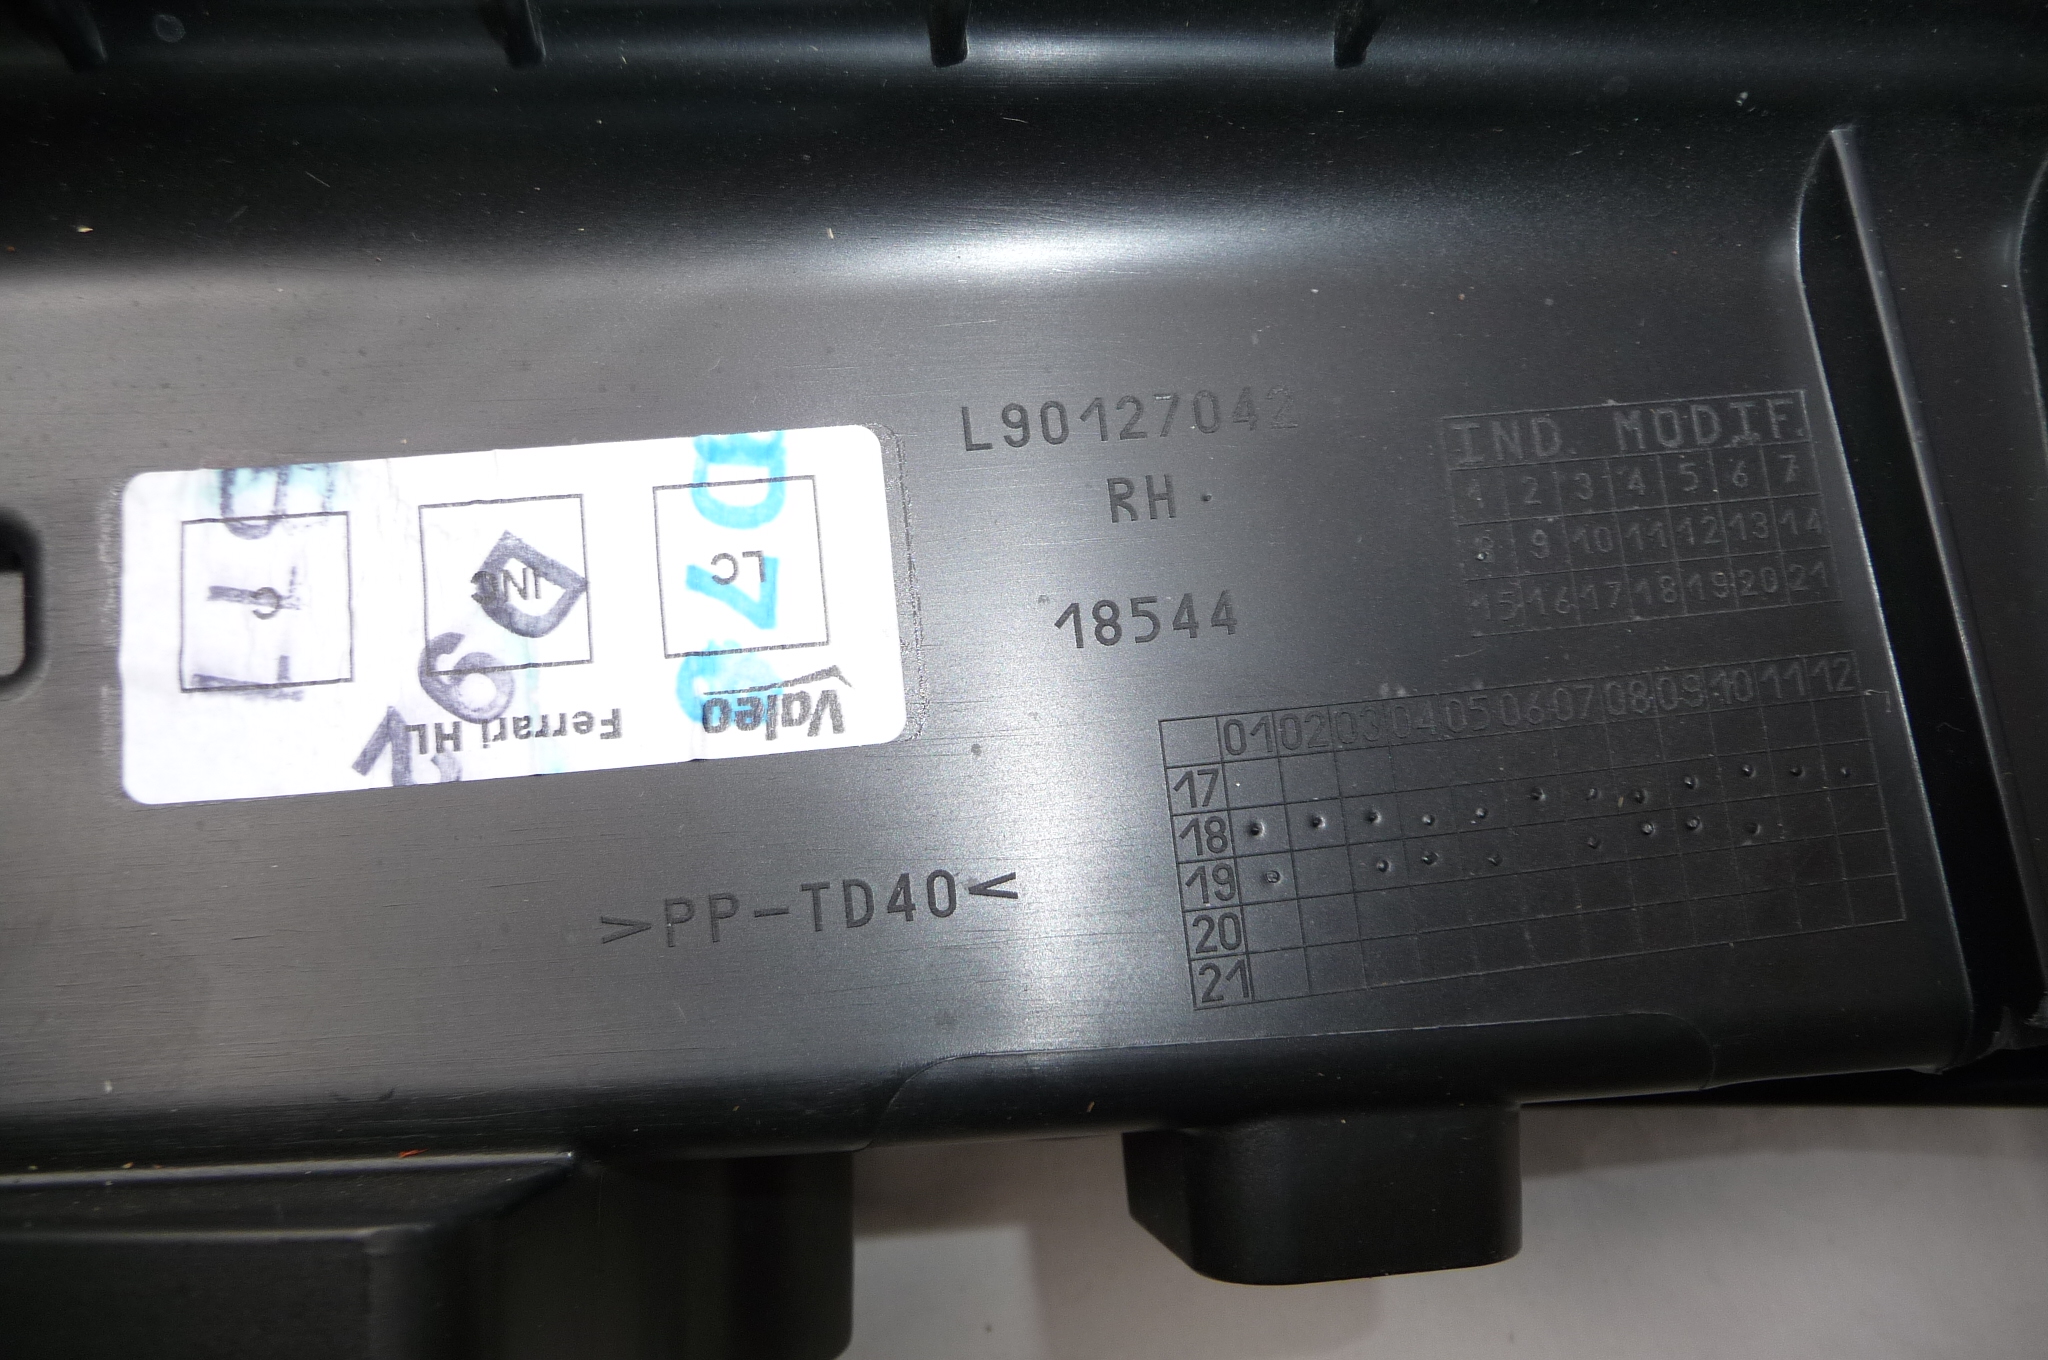 L90127042
RH
18544
IND. MODIF.
1 2 3 4 5 6 7
8 9 10 11 12 13 14
15 16 17 18 19 20 21
01 02 03 04 05 06 07 08 09 10 11 12
17
18
19
20
21
>PP-TD40<
Valeo
Ferrari HL
LC